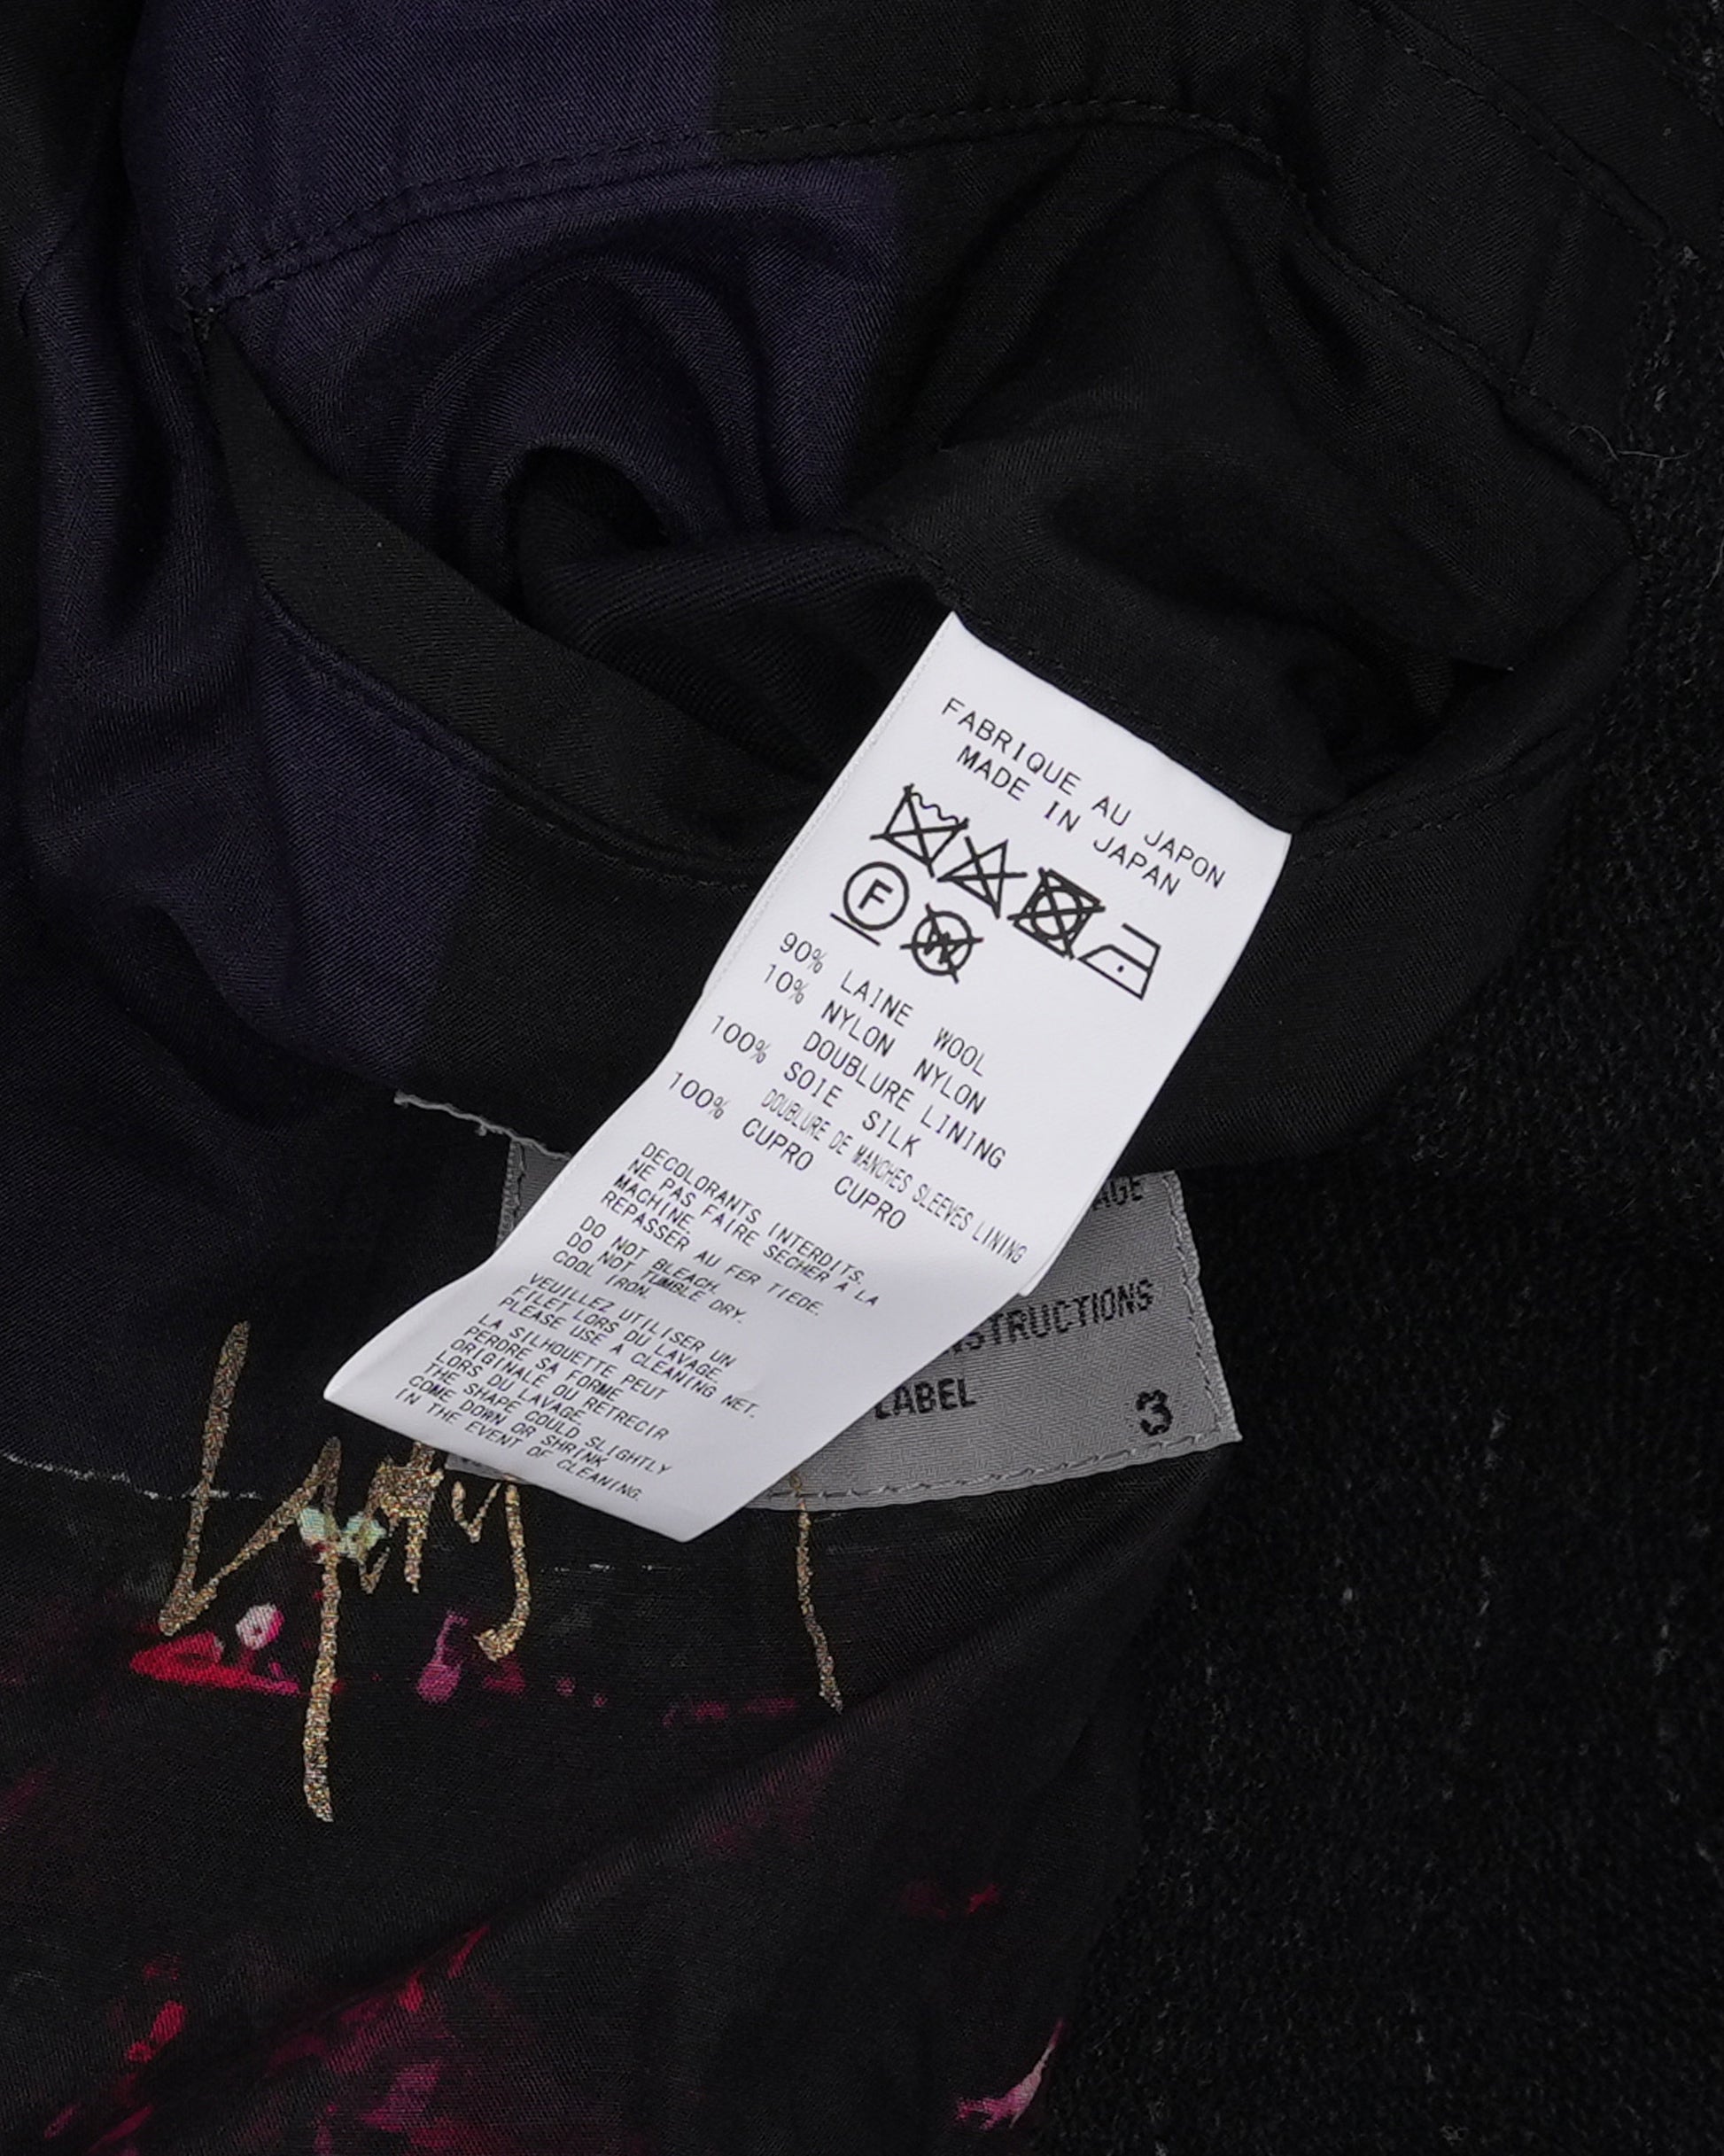 FABRIQUE AU JAPON
MADE IN JAPAN
F
W
90% LAINE WOOL
10% NYLON NYLON
DOUBLURE LINING
100% SOIE SILK
DOUBLURE DE MANCHES SLEEVES LINING
100% CUPRO CUPRO
DECOLORANTS INTERDITS.
NE PAS FAIRE SECHER A LA
MACHINE.
REPASSER AU FER TIEDE.
DO NOT BLEACH.
DO NOT TUMBLE DRY.
COOL IRON.
VEUILLEZ UTILISER UN
FILET LORS DU LAVAGE.
PLEASE USE A CLEANING NET.
LA SILHOUETTE PEUT
PERDRE SA FORME
ORIGINALE OU RETRECIR
LORS DU LAVAGE.
THE SHAPE COULD SLIGHTLY
COME DOWN OR SHRINK
IN THE EVENT OF CLEANING.
LABEL
3